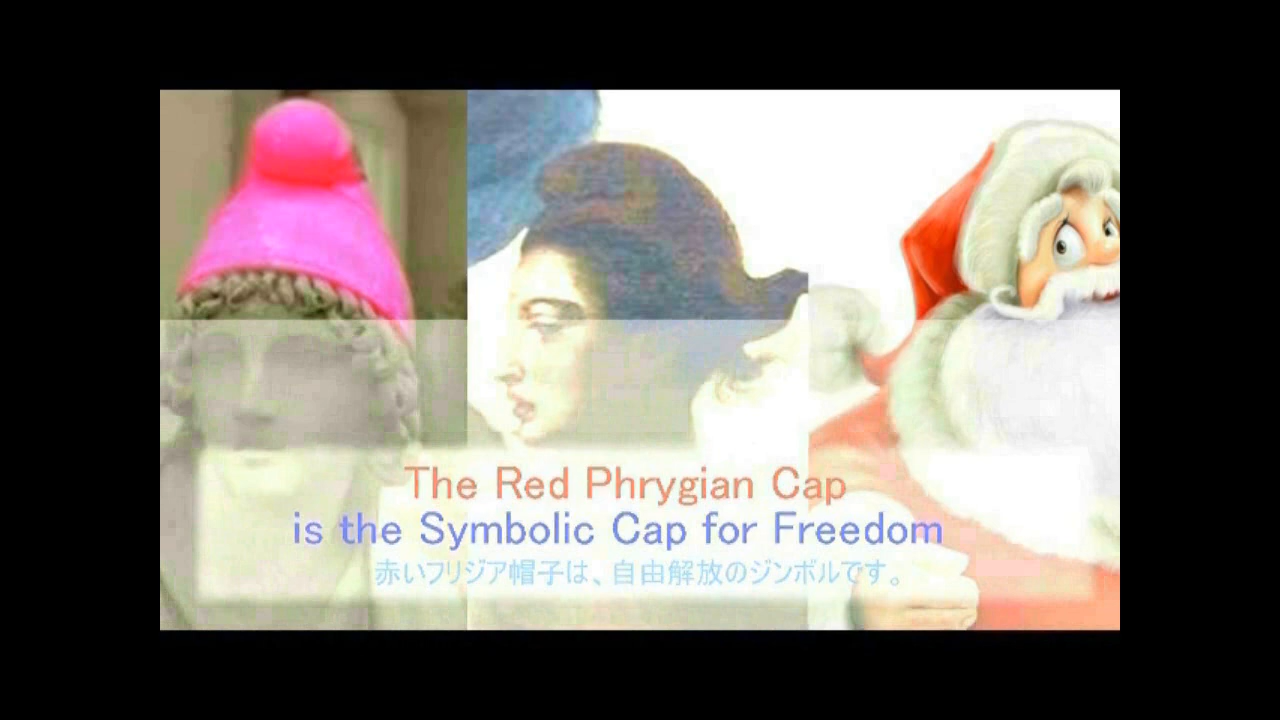 The Red Phrygian Cap
is the Symbolic Cap for Freedom
赤いフリジア帽子は、自由解放のジンボルです。